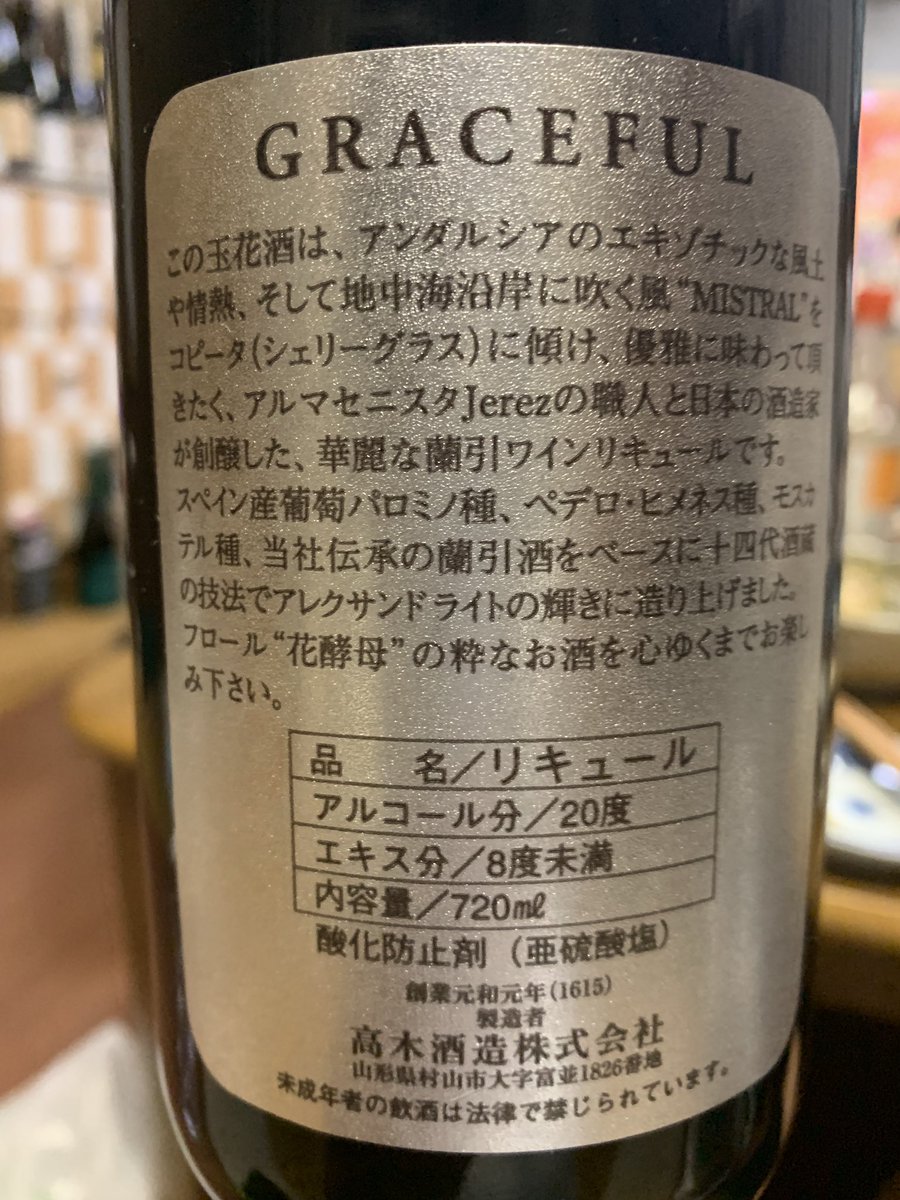 GRACEFUL
この玉花酒は、アンダルシアのエキゾチックな風土
や情熱、そして地中海沿岸に吹く風“MISTRAL”を
コピータ(シェリーグラス)に傾け、優雅に味わって頂
きたく、アルマセニスタJerezの職人と日本の酒造家
が創醸した、華麗な蘭引ワインリキュールです。
スペイン産葡萄パロミノ種、ペデロ・ヒメネス種、モスカ
テル種、当社伝承の蘭引酒をベースに十四代酒蔵
の技法でアレクサンドライトの輝きに造り上げました。
フロール“花酵母”の粋なお酒を心ゆくまでお楽し
み下さい。
品　名／リキュール
アルコール分／20度
エキス分／8度未満
内容量／720㎖
酸化防止剤（亜硫酸塩）
創業元和元年(1615)
製造者
高木酒造株式会社
山形県村山市大字富並1826番地
未成年者の飲酒は法律で禁じられています。